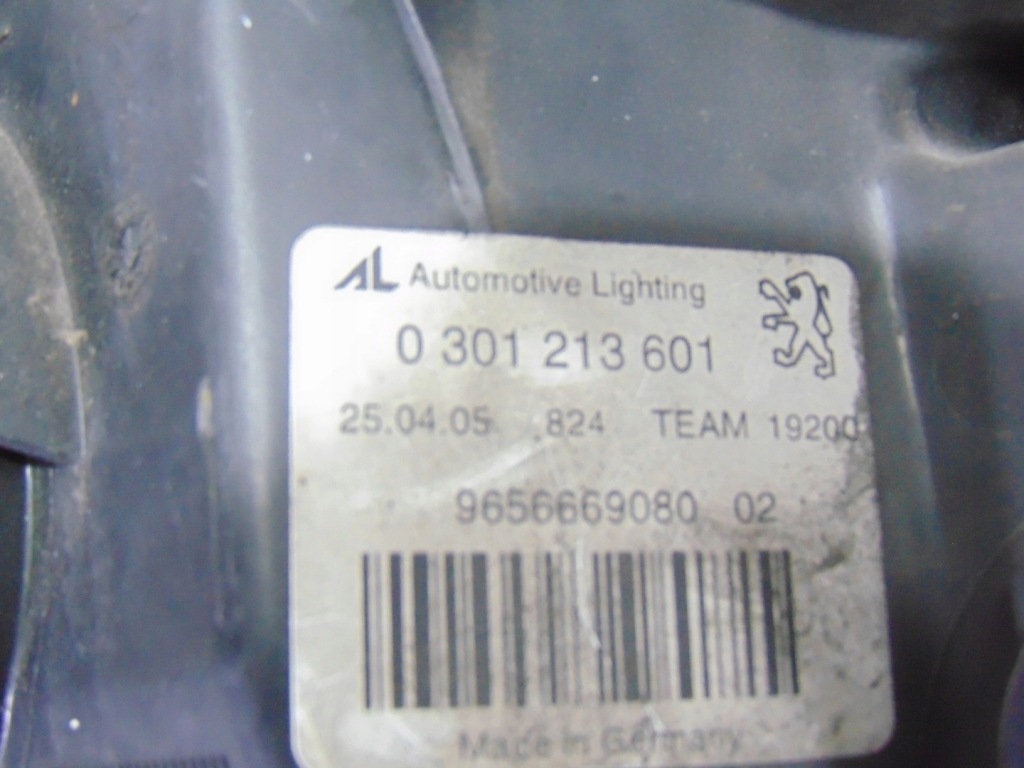 AL Automotive Lighting
0 301 213 601
25.04.05 824 TEAM 19200
9656669080 02
Made in Germany